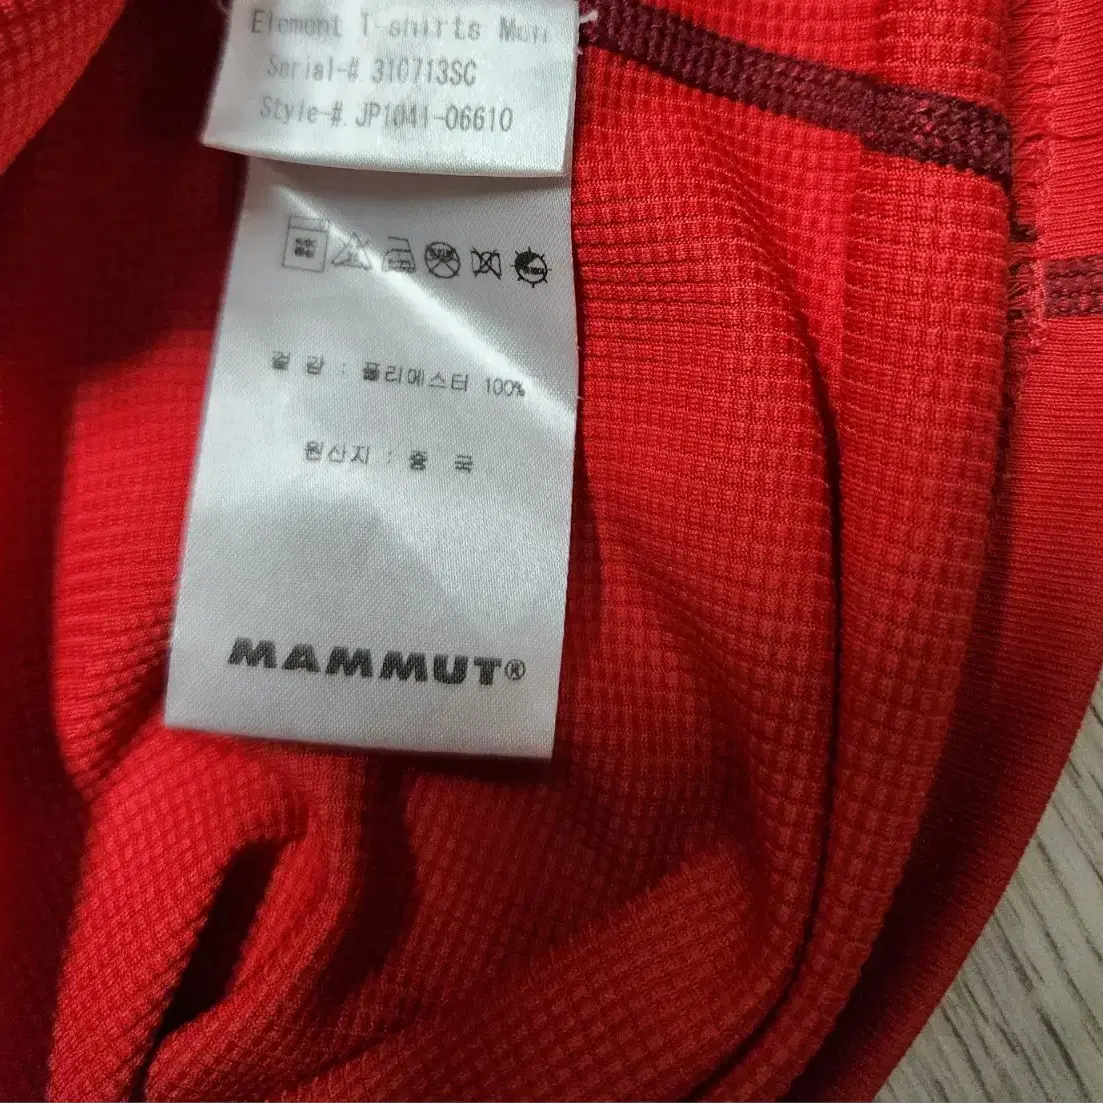 Element T-shirts Men
Serial-# 310713SC
Style-#. JP1041-06610
겉 감 : 폴리에스터 100%
원산지 : 중 국
MAMMUT®